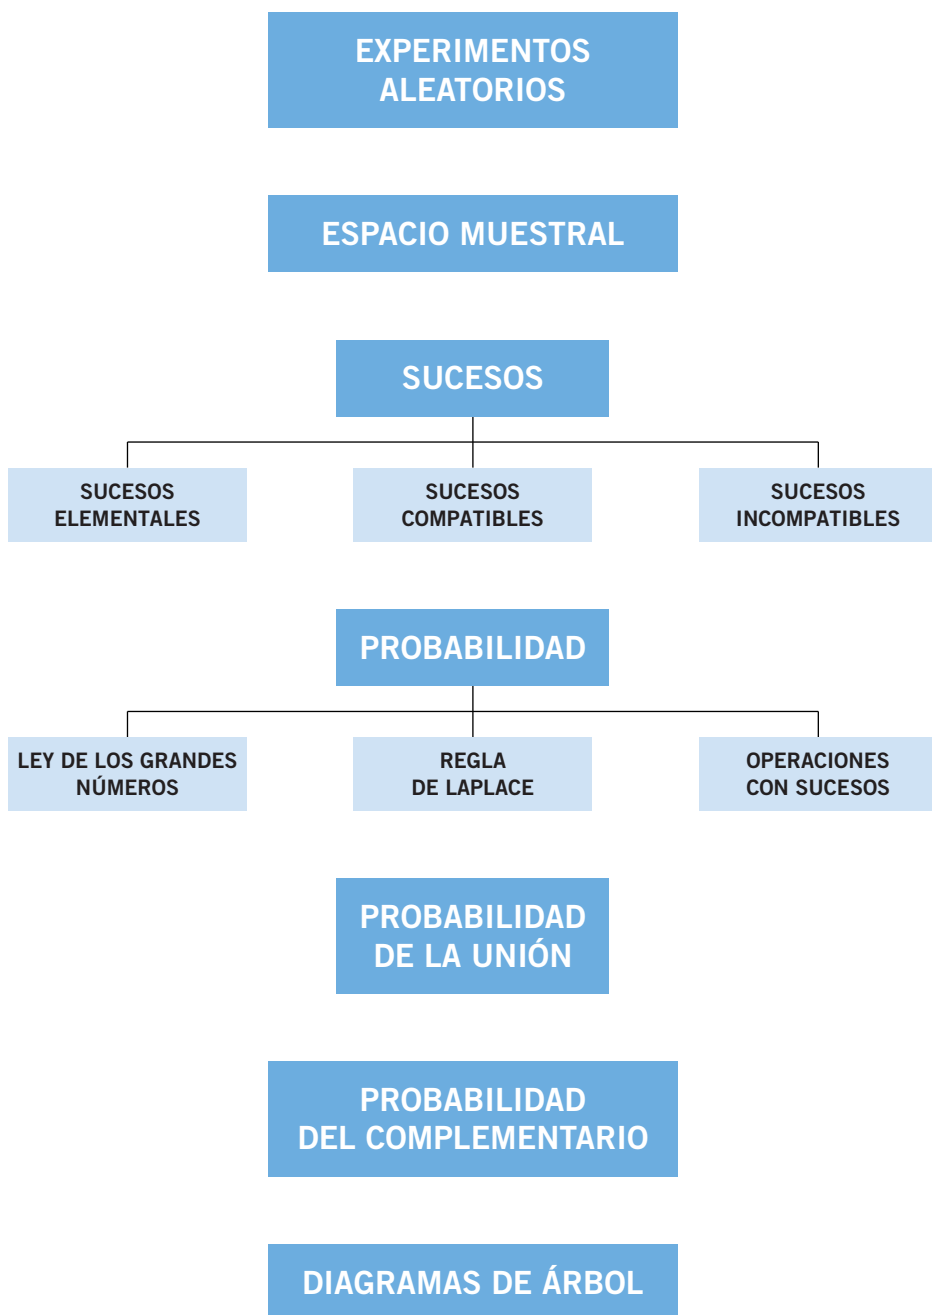 EXPERIMENTOS
ALEATORIOS
ESPACIO MUESTRAL
SUCESOS
SUCESOS
ELEMENTALES
SUCESOS
COMPATIBLES
SUCESOS
INCOMPATIBLES
PROBABILIDAD
LEY DE LOS GRANDES
NÚMEROS
REGLA
DE LAPLACE
OPERACIONES
CON SUCESOS
PROBABILIDAD
DE LA UNIÓN
PROBABILIDAD
DEL COMPLEMENTARIO
DIAGRAMAS DE ÁRBOL